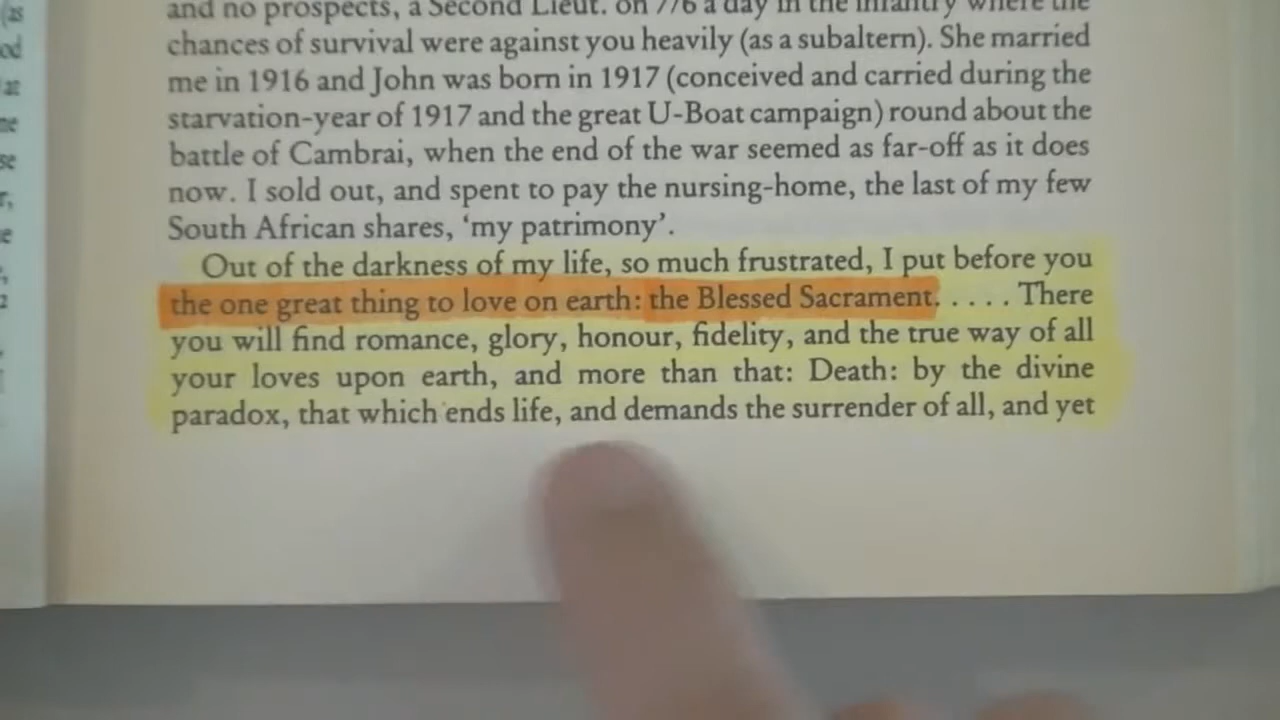 and no prospects, a Second Lieut. on 7/6 a day in the infantry where the
chances of survival were against you heavily (as a subaltern). She married
me in 1916 and John was born in 1917 (conceived and carried during the
starvation-year of 1917 and the great U-Boat campaign) round about the
battle of Cambrai, when the end of the war seemed as far-off as it does
now. I sold out, and spent to pay the nursing-home, the last of my few
South African shares, ‘my patrimony’.
Out of the darkness of my life, so much frustrated, I put before you
the one great thing to love on earth: the Blessed Sacrament. . . . . There
you will find romance, glory, honour, fidelity, and the true way of all
your loves upon earth, and more than that: Death: by the divine
paradox, that which ends life, and demands the surrender of all, and yet